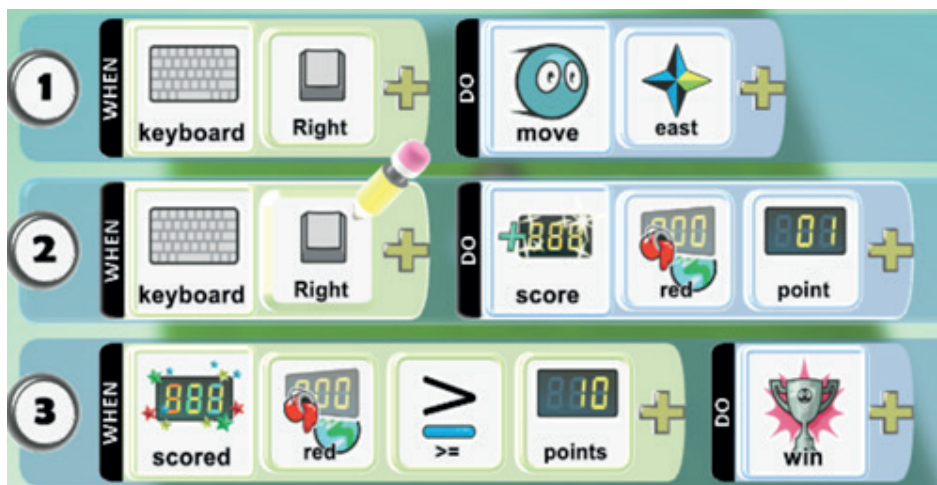 1 WHEN keyboard Right DO move east
2 WHEN keyboard Right DO score red 01 point
3 WHEN scored red >= 10 points DO win